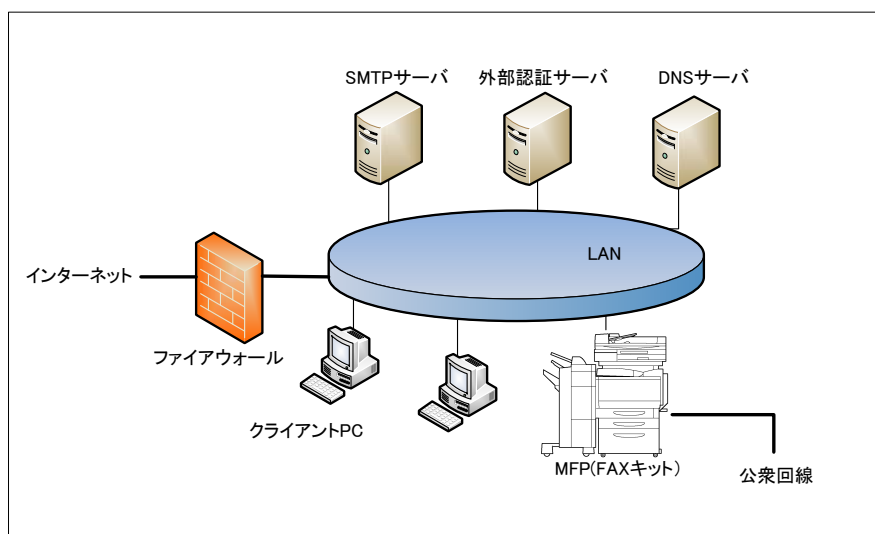 SMTPサーバ
外部認証サーバ
DNSサーバ
LAN
インターネット
ファイアウォール
クライアントPC
MFP(FAXキット)
公衆回線